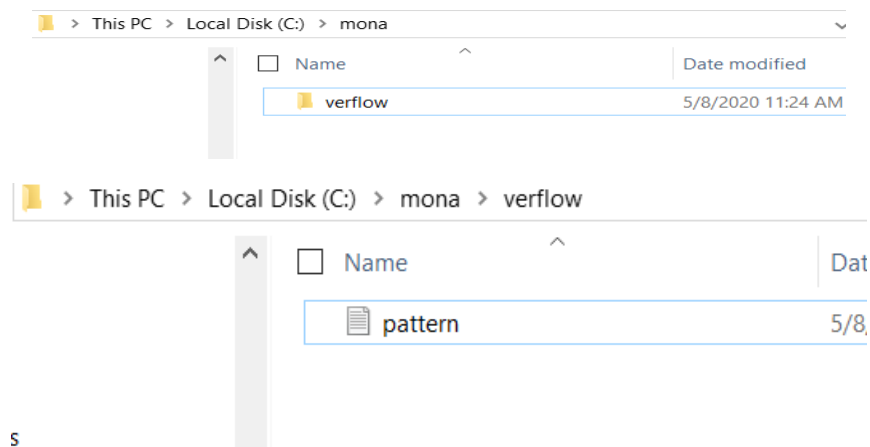 > This PC > Local Disk (C:) > mona
Name Date modified
verflow 5/8/2020 11:24 AM
> This PC > Local Disk (C:) > mona > verflow
Name Dat
pattern 5/8/
s